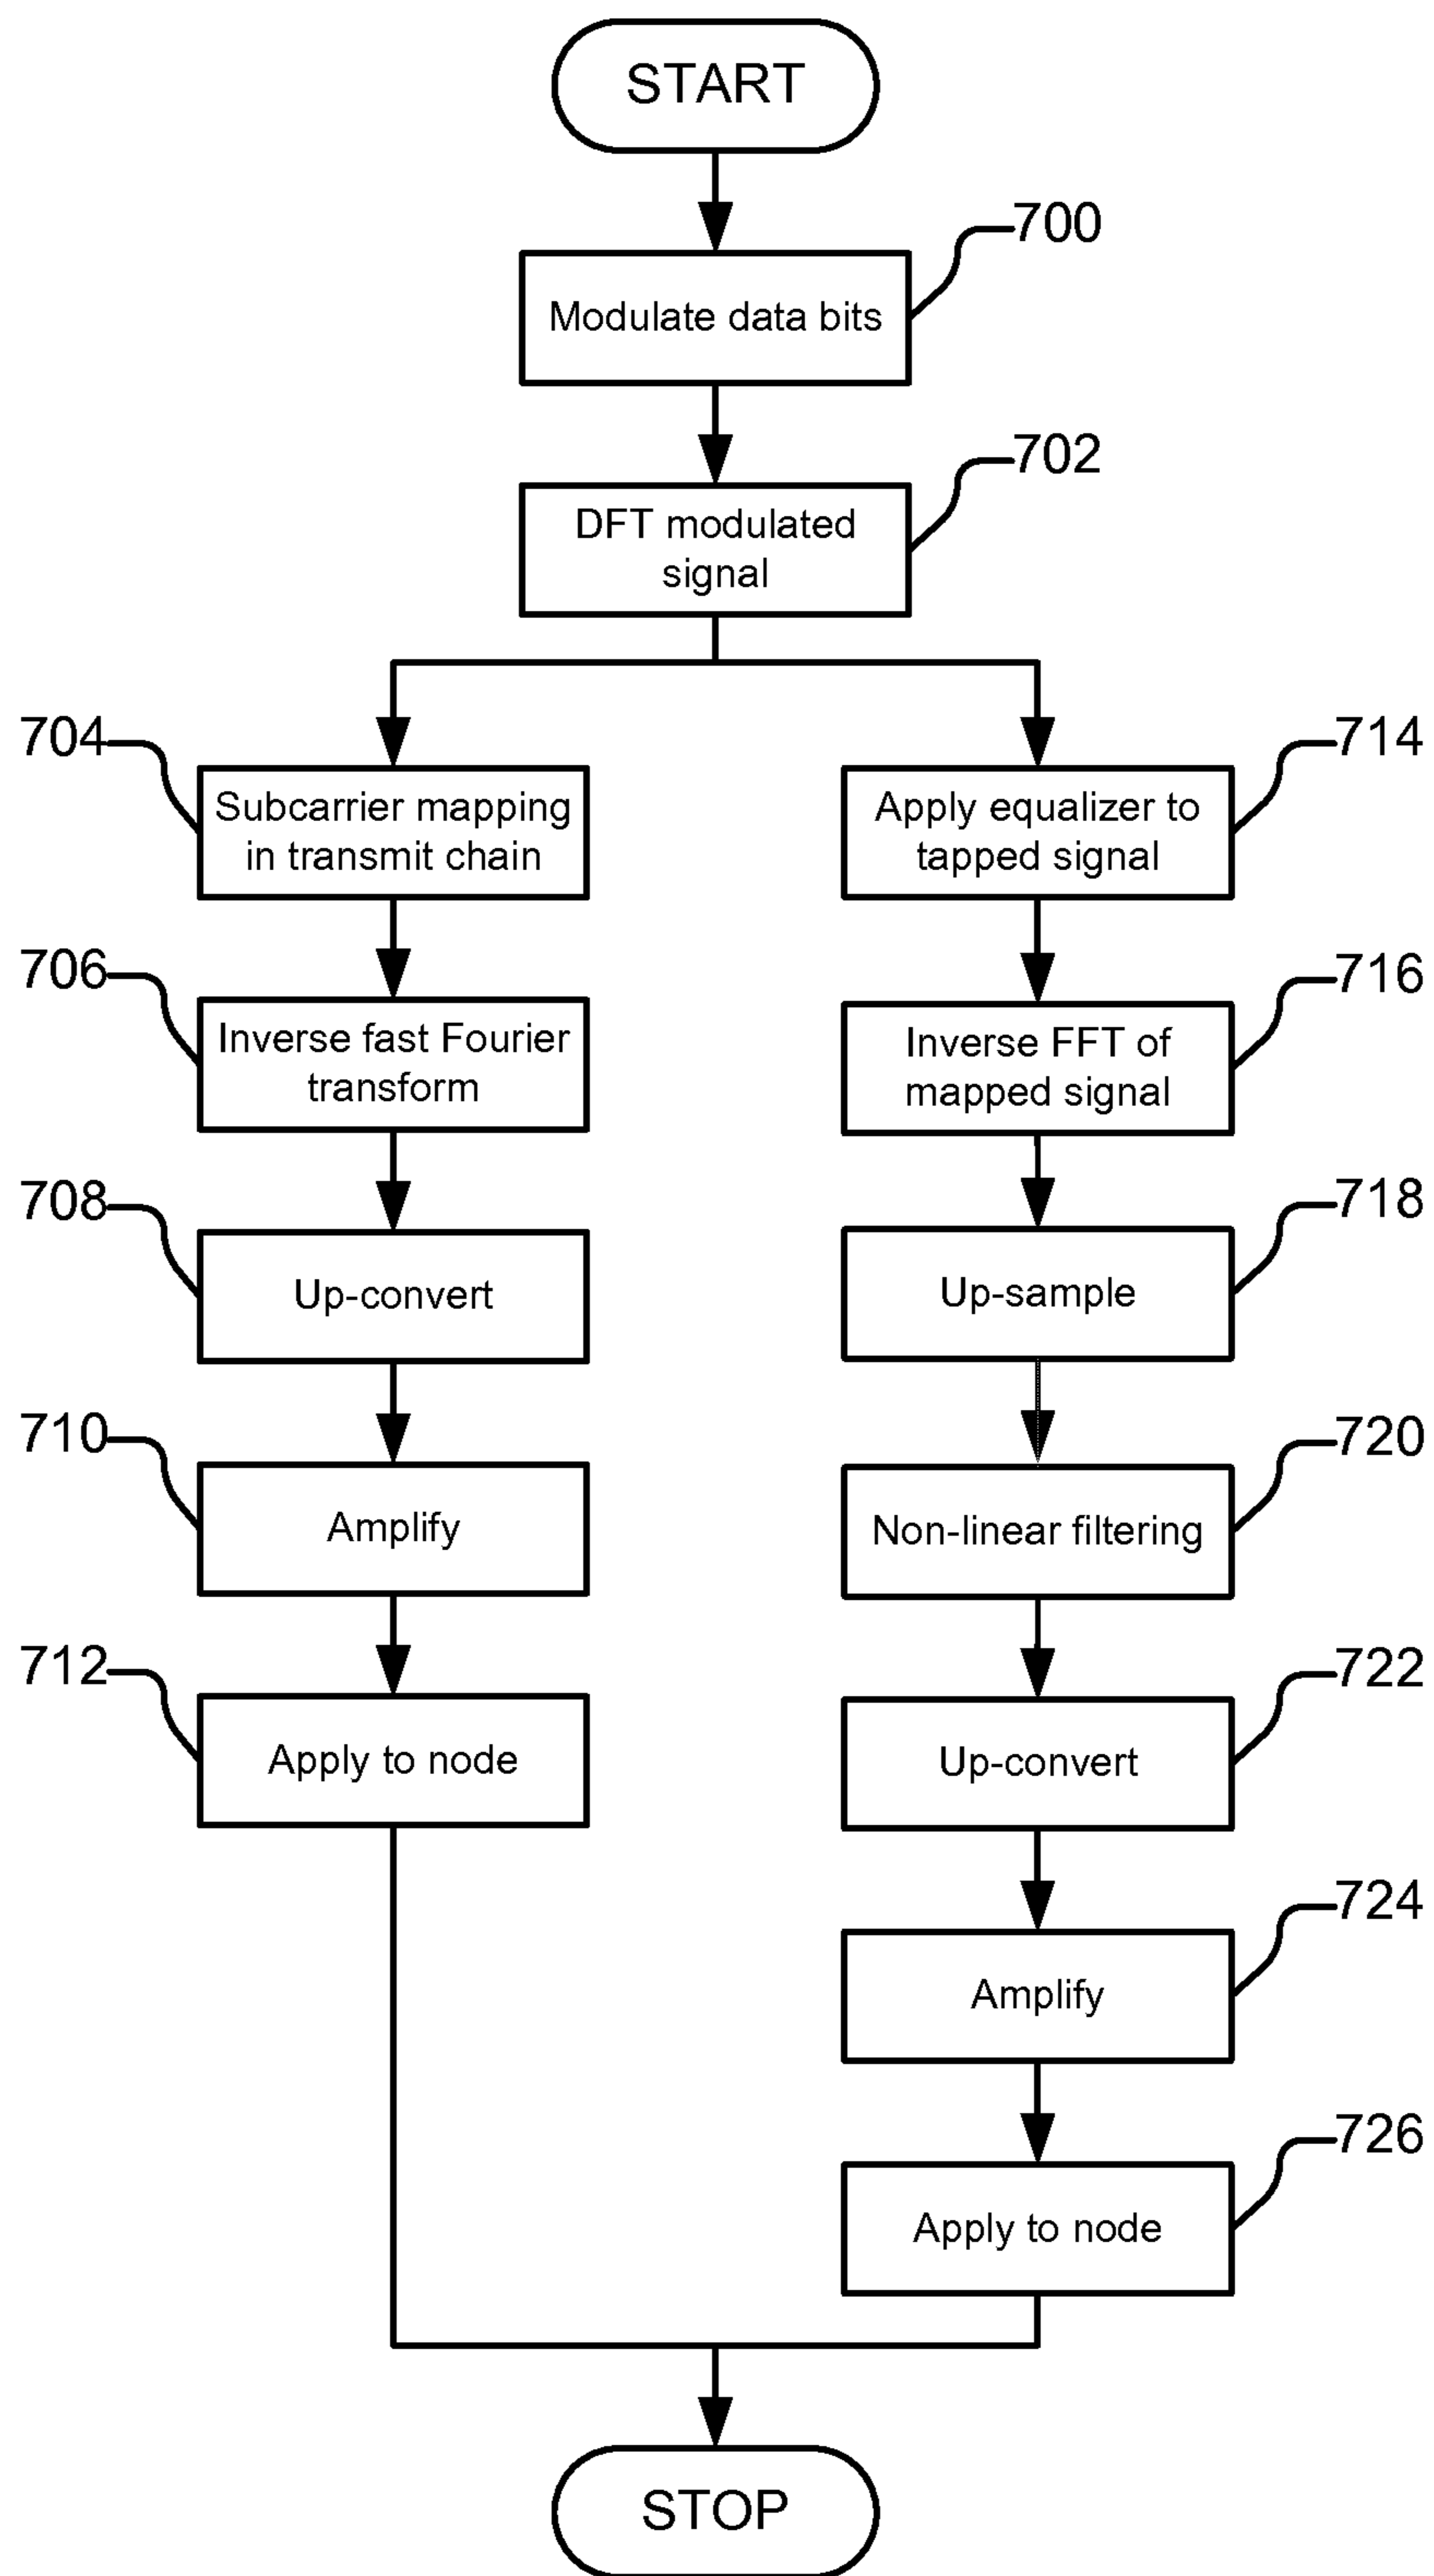 START
700
Modulate data bits
702
DFT modulated
signal
704
Subcarrier mapping
in transmit chain
706
Inverse fast Fourier
transform
708
Up-convert
710
Amplify
712
Apply to node
714
Apply equalizer to
tapped signal
716
Inverse FFT of
mapped signal
718
Up-sample
720
Non-linear filtering
722
Up-convert
724
Amplify
726
Apply to node
STOP